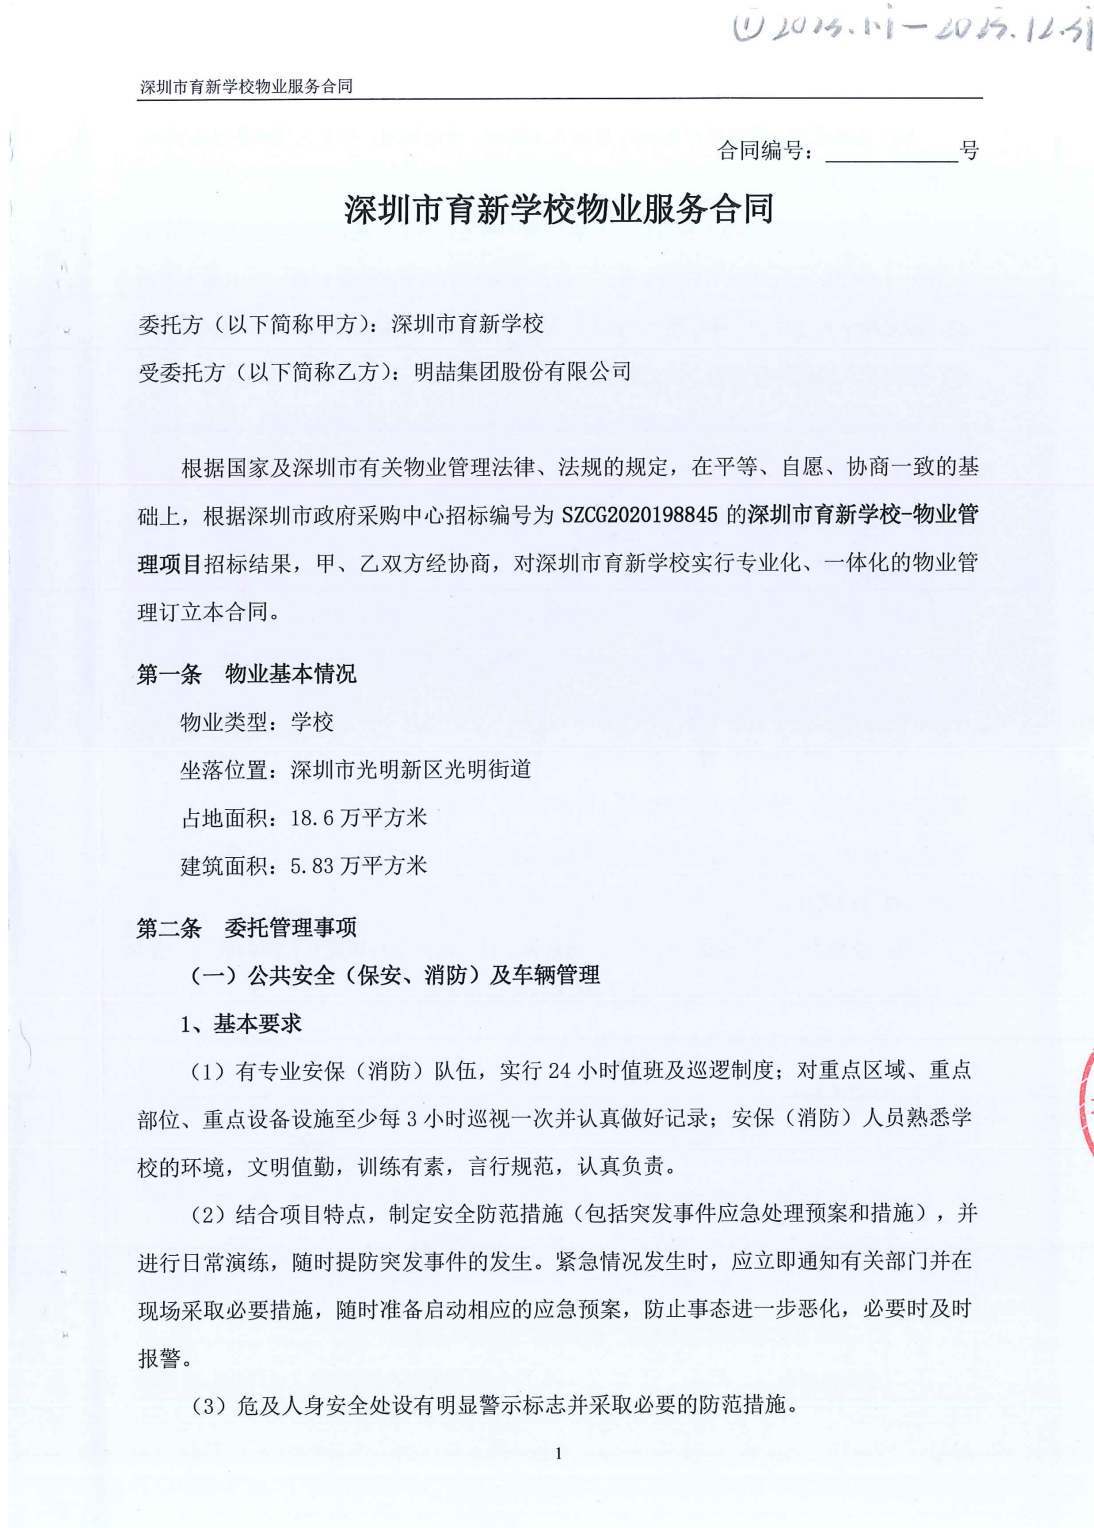 ① 2025.1.1-2025.12.31
深圳市育新学校物业服务合同
合同编号：____________号
深圳市育新学校物业服务合同
委托方（以下简称甲方）：深圳市育新学校
受委托方（以下简称乙方）：明喆集团股份有限公司
根据国家及深圳市有关物业管理法律、法规的规定，在平等、自愿、协商一致的基
础上，根据深圳市政府采购中心招标编号为 SZCG2020198845 的深圳市育新学校-物业管
理项目招标结果，甲、乙双方经协商，对深圳市育新学校实行专业化、一体化的物业管
理订立本合同。
第一条 物业基本情况
物业类型：学校
坐落位置：深圳市光明新区光明街道
占地面积：18.6 万平方米
建筑面积：5.83 万平方米
第二条 委托管理事项
（一）公共安全（保安、消防）及车辆管理
1、基本要求
（1）有专业安保（消防）队伍，实行 24 小时值班及巡逻制度；对重点区域、重点
部位、重点设备设施至少每 3 小时巡视一次并认真做好记录；安保（消防）人员熟悉学
校的环境，文明值勤，训练有素，言行规范，认真负责。
（2）结合项目特点，制定安全防范措施（包括突发事件应急处理预案和措施），并
进行日常演练，随时提防突发事件的发生。紧急情况发生时，应立即通知有关部门并在
现场采取必要措施，随时准备启动相应的应急预案，防止事态进一步恶化，必要时及时
报警。
（3）危及人身安全处设有明显警示标志并采取必要的防范措施。
1